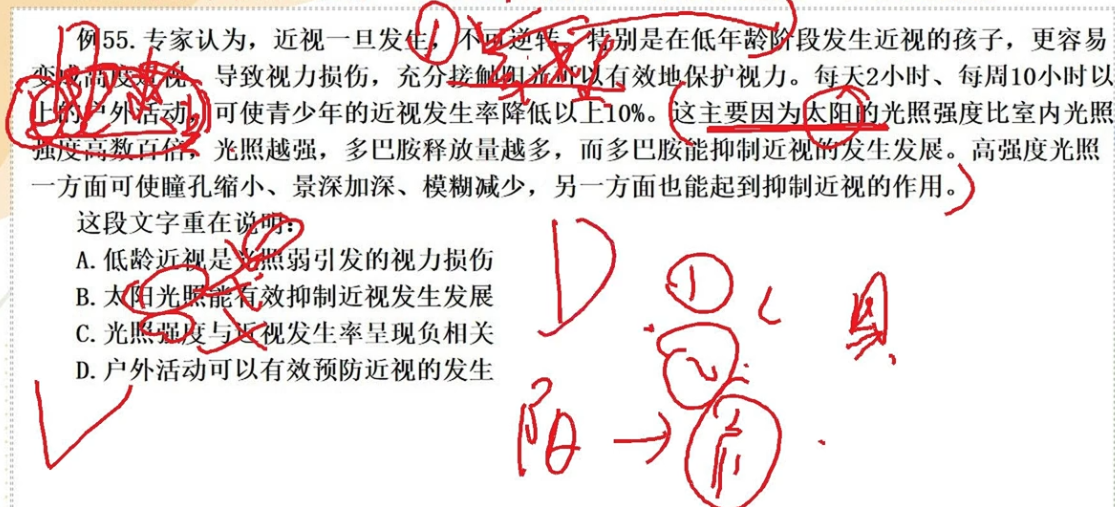 例55.专家认为，近视一旦发生，不可逆转，特别是在低年龄阶段发生近视的孩子，更容易
变成高度近视，导致视力损伤，充分接触阳光可以有效地保护视力。每天2小时、每周10小时以
上的户外活动，可使青少年的近视发生率降低以上10%。这主要因为太阳的光照强度比室内光照
强度高数百倍，光照越强，多巴胺释放量越多，而多巴胺能抑制近视的发生发展。高强度光照
一方面可使瞳孔缩小、景深加深、模糊减少，另一方面也能起到抑制近视的作用。
这段文字重在说明：
A.低龄近视是光照弱引发的视力损伤
B.太阳光照能有效抑制近视发生发展
C.光照强度与近视发生率呈现负相关
D.户外活动可以有效预防近视的发生
D
①
②
阳→